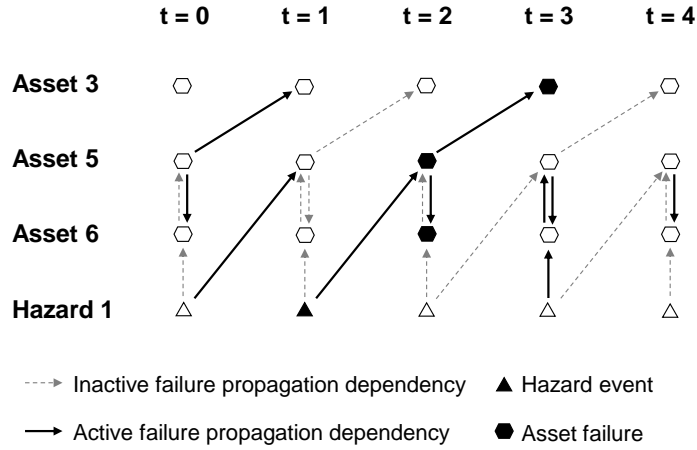 t = 0 t = 1 t = 2 t = 3 t = 4
Asset 3
Asset 5
Asset 6
Hazard 1
Inactive failure propagation dependency Hazard event
Active failure propagation dependency Asset failure